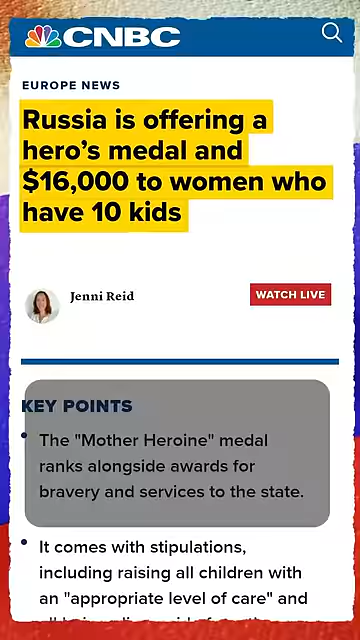 CNBC
EUROPE NEWS
Russia is offering a
hero's medal and
$16,000 to women who
have 10 kids
Jenni Reid
WATCH LIVE
KEY POINTS
• The "Mother Heroine" medal
ranks alongside awards for
bravery and services to the state.
• It comes with stipulations,
including raising all children with
an "appropriate level of care" and